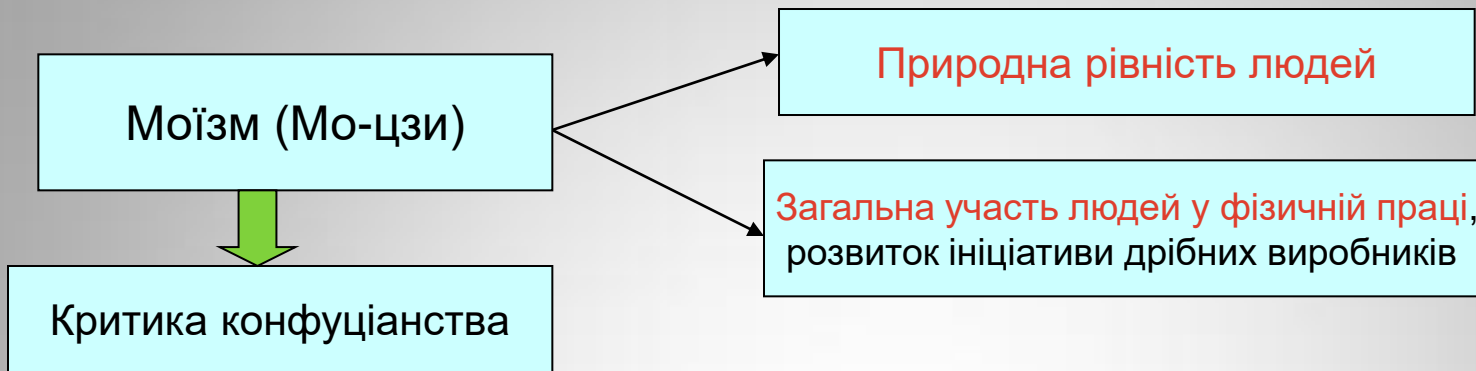 Моїзм (Мо-цзи)
Природна рівність людей
Загальна участь людей у фізичній праці,
розвиток ініціативи дрібних виробників
Критика конфуціанства